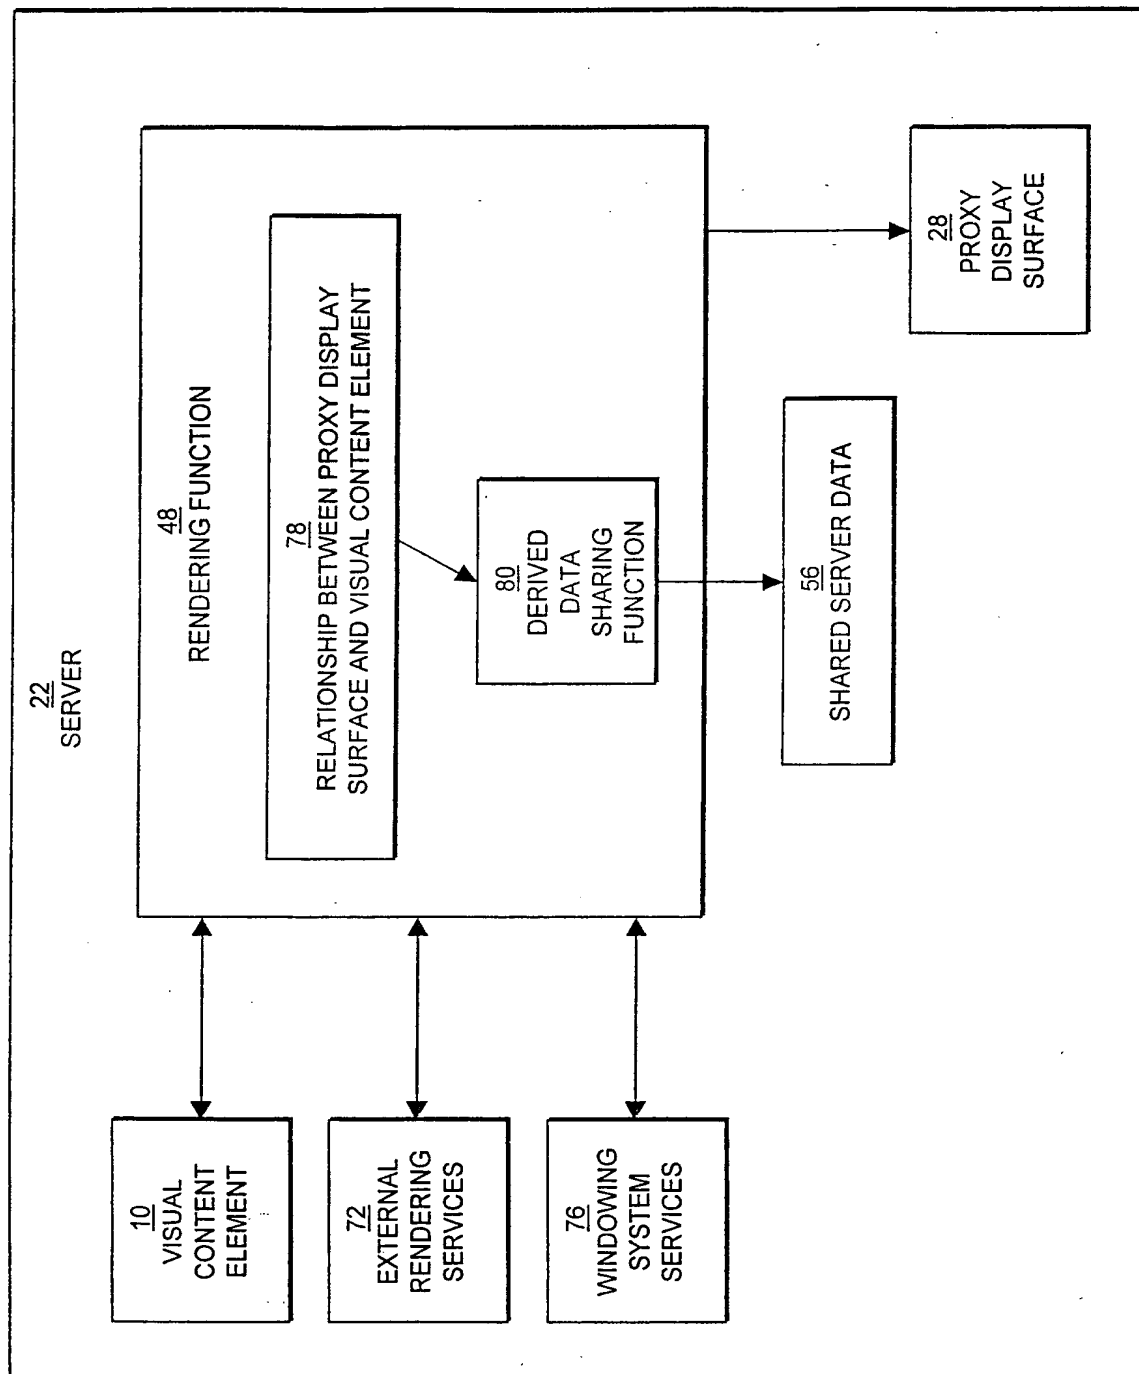 22
SERVER
48
RENDERING FUNCTION
78
RELATIONSHIP BETWEEN PROXY DISPLAY
SURFACE AND VISUAL CONTENT ELEMENT
80
DERIVED
DATA
SHARING
FUNCTION
10
VISUAL
CONTENT
ELEMENT
72
EXTERNAL
RENDERING
SERVICES
76
WINDOWING
SYSTEM
SERVICES
56
SHARED SERVER DATA
28
PROXY
DISPLAY
SURFACE